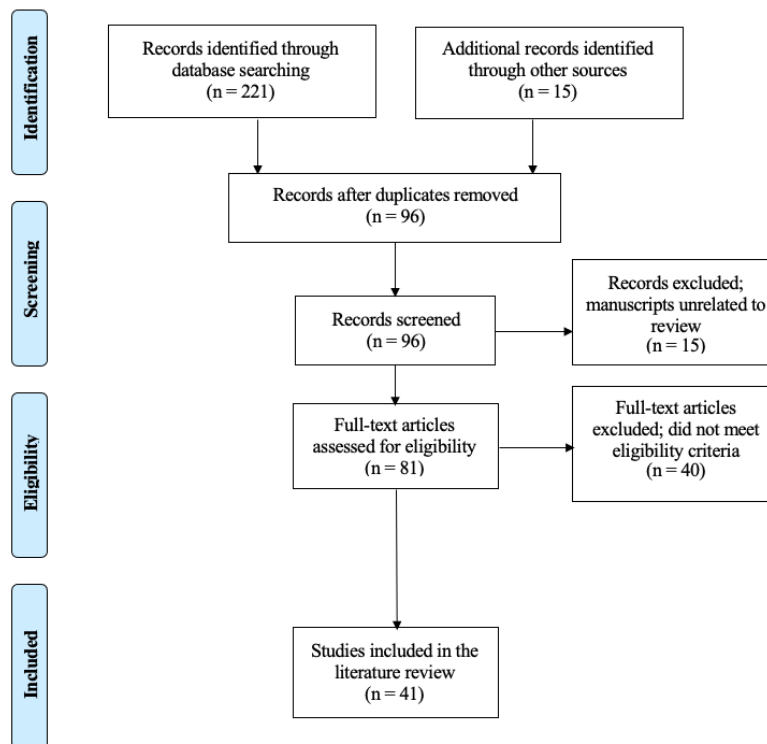 Identification
Records identified through
database searching
(n = 221)
Additional records identified
through other sources
(n = 15)
Records after duplicates removed
(n = 96)
Screening
Records screened
(n = 96)
Records excluded;
manuscripts unrelated to
review
(n = 15)
Eligibility
Full-text articles
assessed for eligibility
(n = 81)
Full-text articles
excluded; did not meet
eligibility criteria
(n = 40)
Included
Studies included in the
literature review
(n = 41)